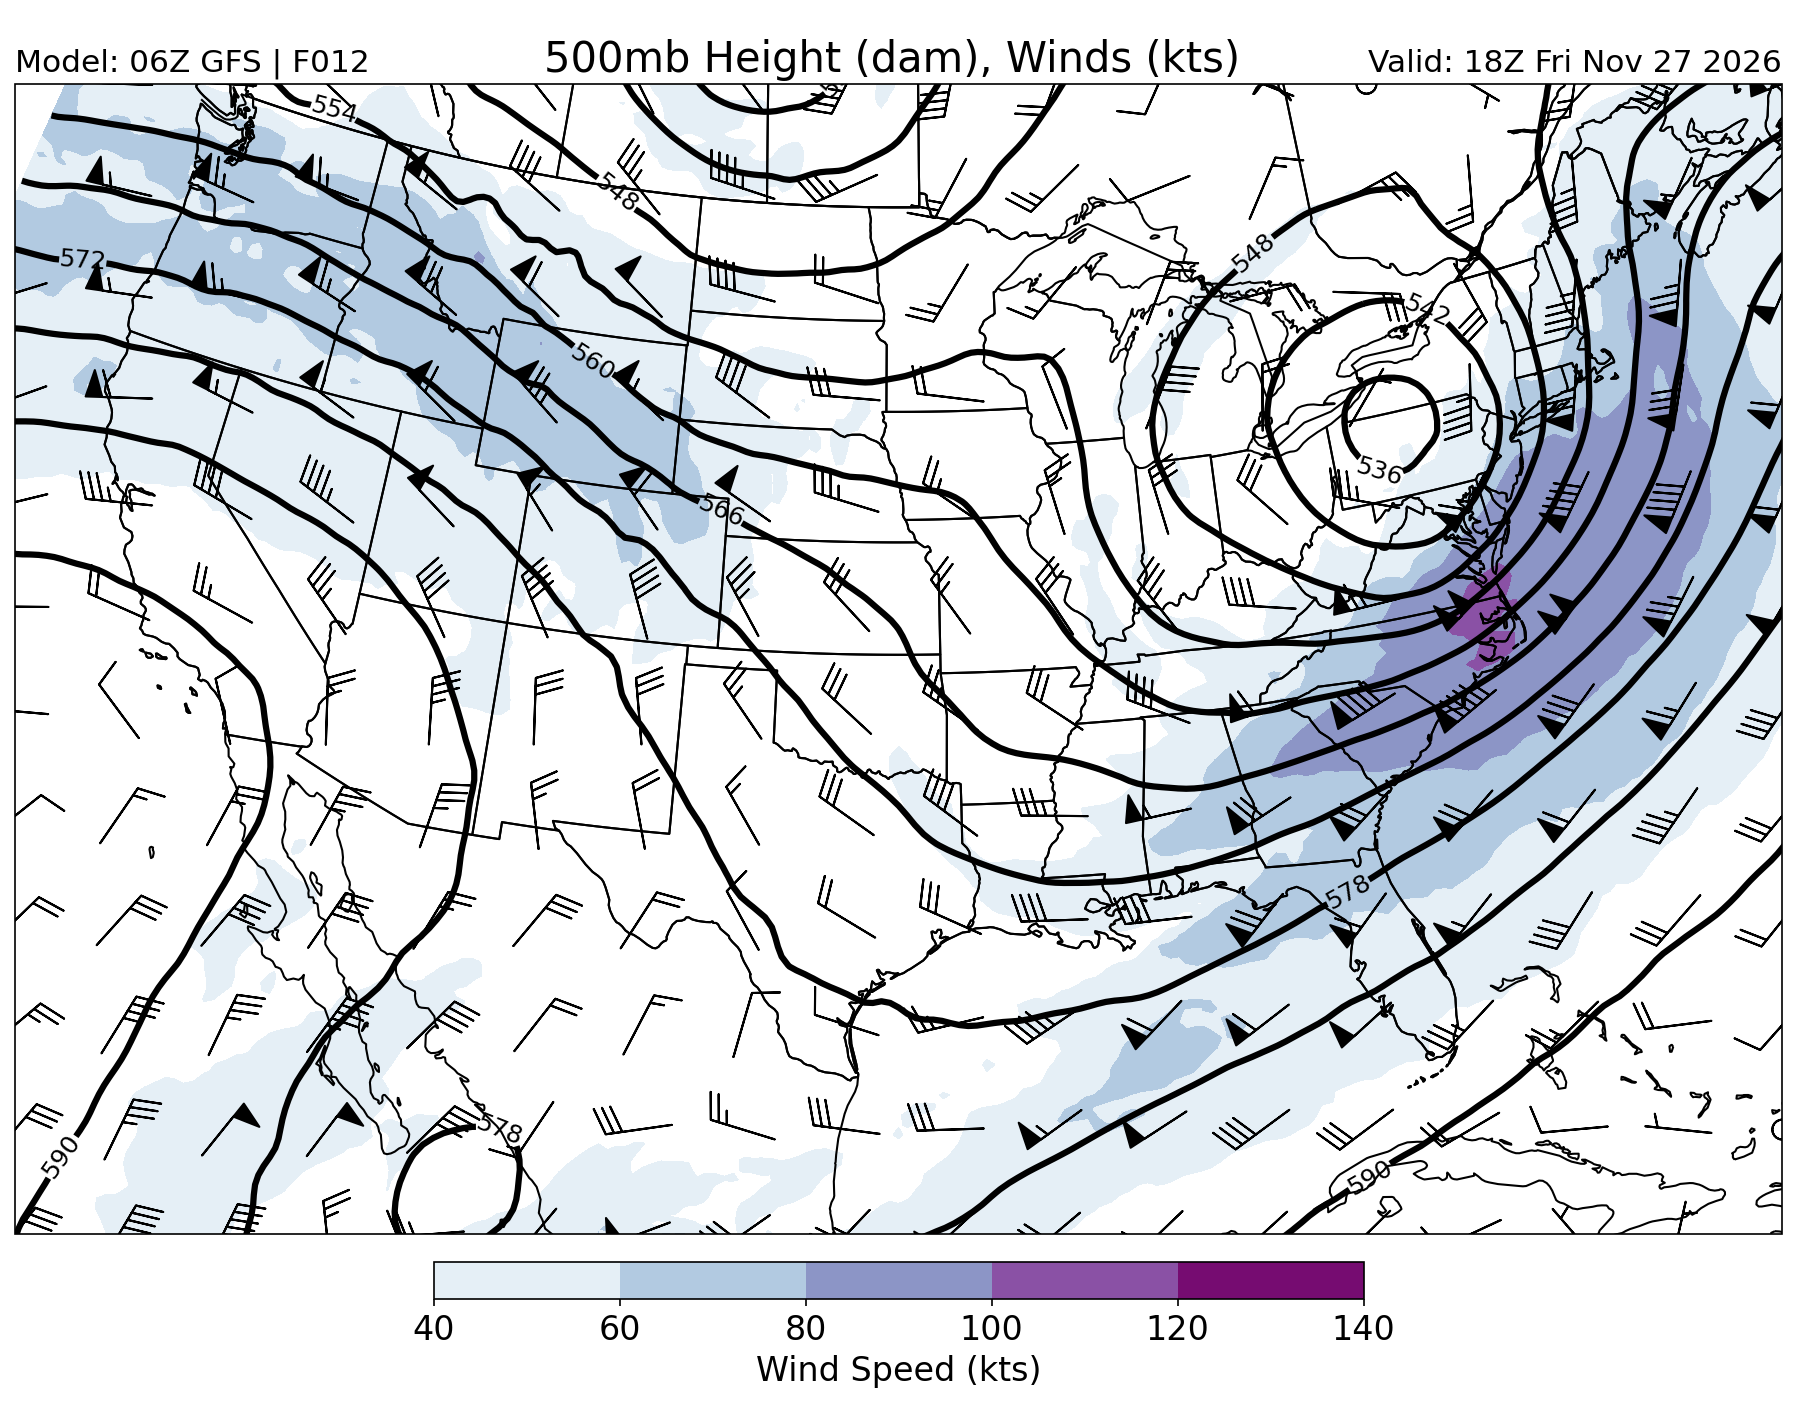 Model: 06Z GFS | F012
500mb Height (dam), Winds (kts)
Valid: 18Z Fri Nov 27 2026
554
548
548
572
542
560
536
566
578
578
590
590
40 60 80 100 120 140
Wind Speed (kts)